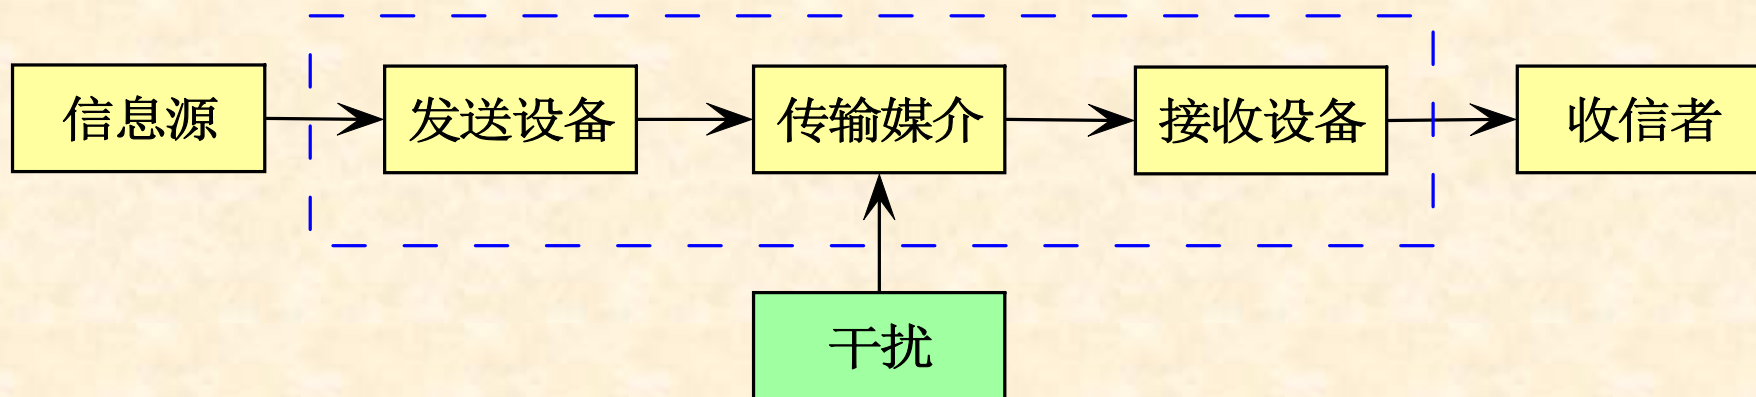 信息源
发送设备
传输媒介
接收设备
收信者
干扰